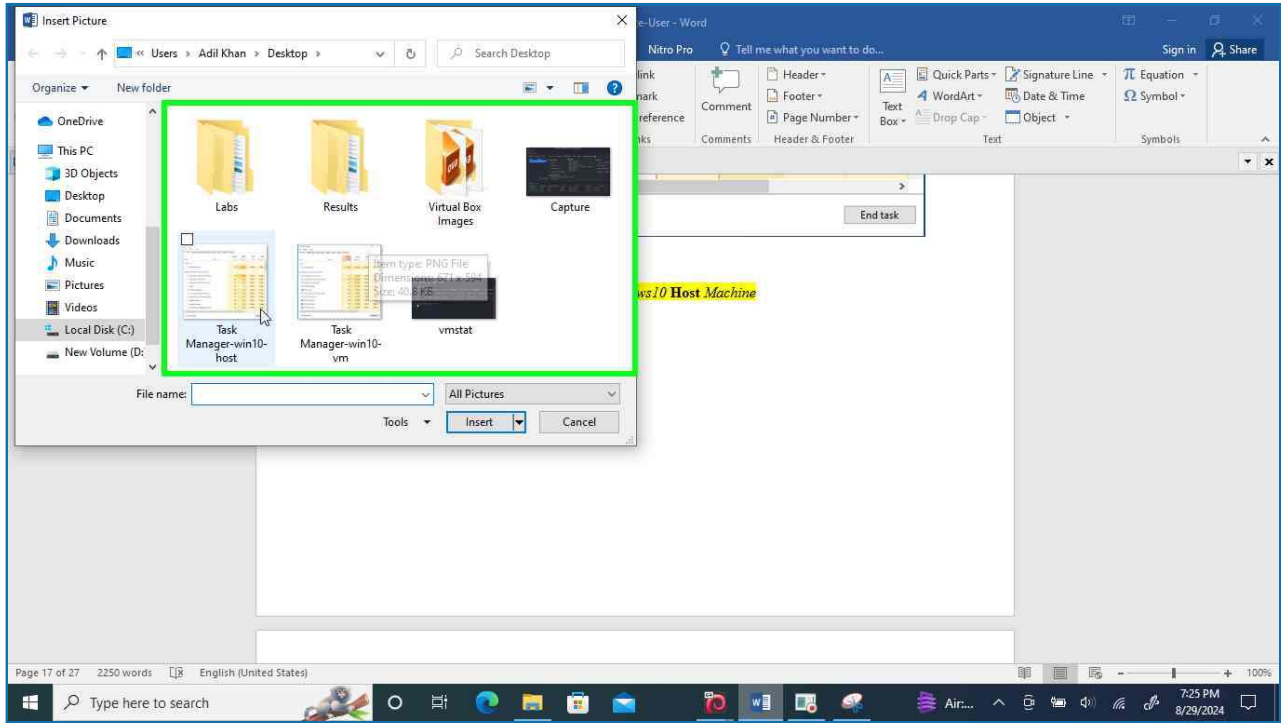 Insert Picture
e-User - Word
« Users > Adil Khan > Desktop >
Search Desktop
Nitro Pro
Tell me what you want to do...
Sign in
Share
Organize
New folder
link
nark
reference
Comment
Header
Footer
Page Number
Text
Box
Quick Parts
WordArt
Drop Cap
Signature Line
Date & Time
Object
Equation
Symbol
nks
Comments
Header & Footer
Text
Symbols
OneDrive
This PC
3D Objects
Desktop
Documents
Downloads
Music
Pictures
Videos
Local Disk (C:)
New Volume (D:
Labs
Results
Virtual Box
Images
Capture
Task
Manager-win10-
host
Task
Manager-win10-
vm
vmstat
Item type: PNG File
Dimensions: 671 x 594
Size: 40.8 KB
End task
ws10 Host Machine
File name:
All Pictures
Tools
Insert
Cancel
Page 17 of 27
2250 words
English (United States)
100%
Type here to search
Air:...
7:25 PM
8/29/2024